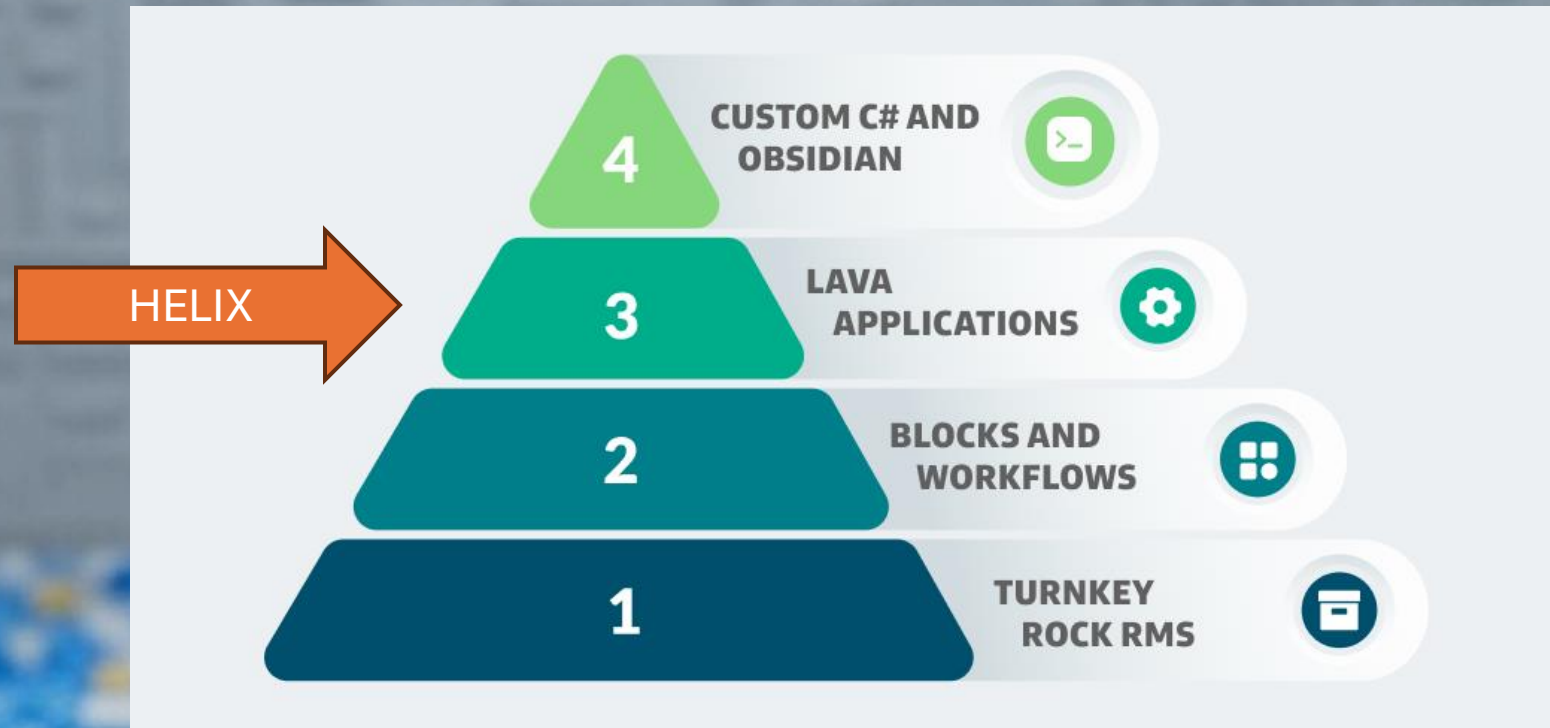 4
CUSTOM C# AND
OBSIDIAN
HELIX
3
LAVA
APPLICATIONS
2
BLOCKS AND
WORKFLOWS
1
TURNKEY
ROCK RMS